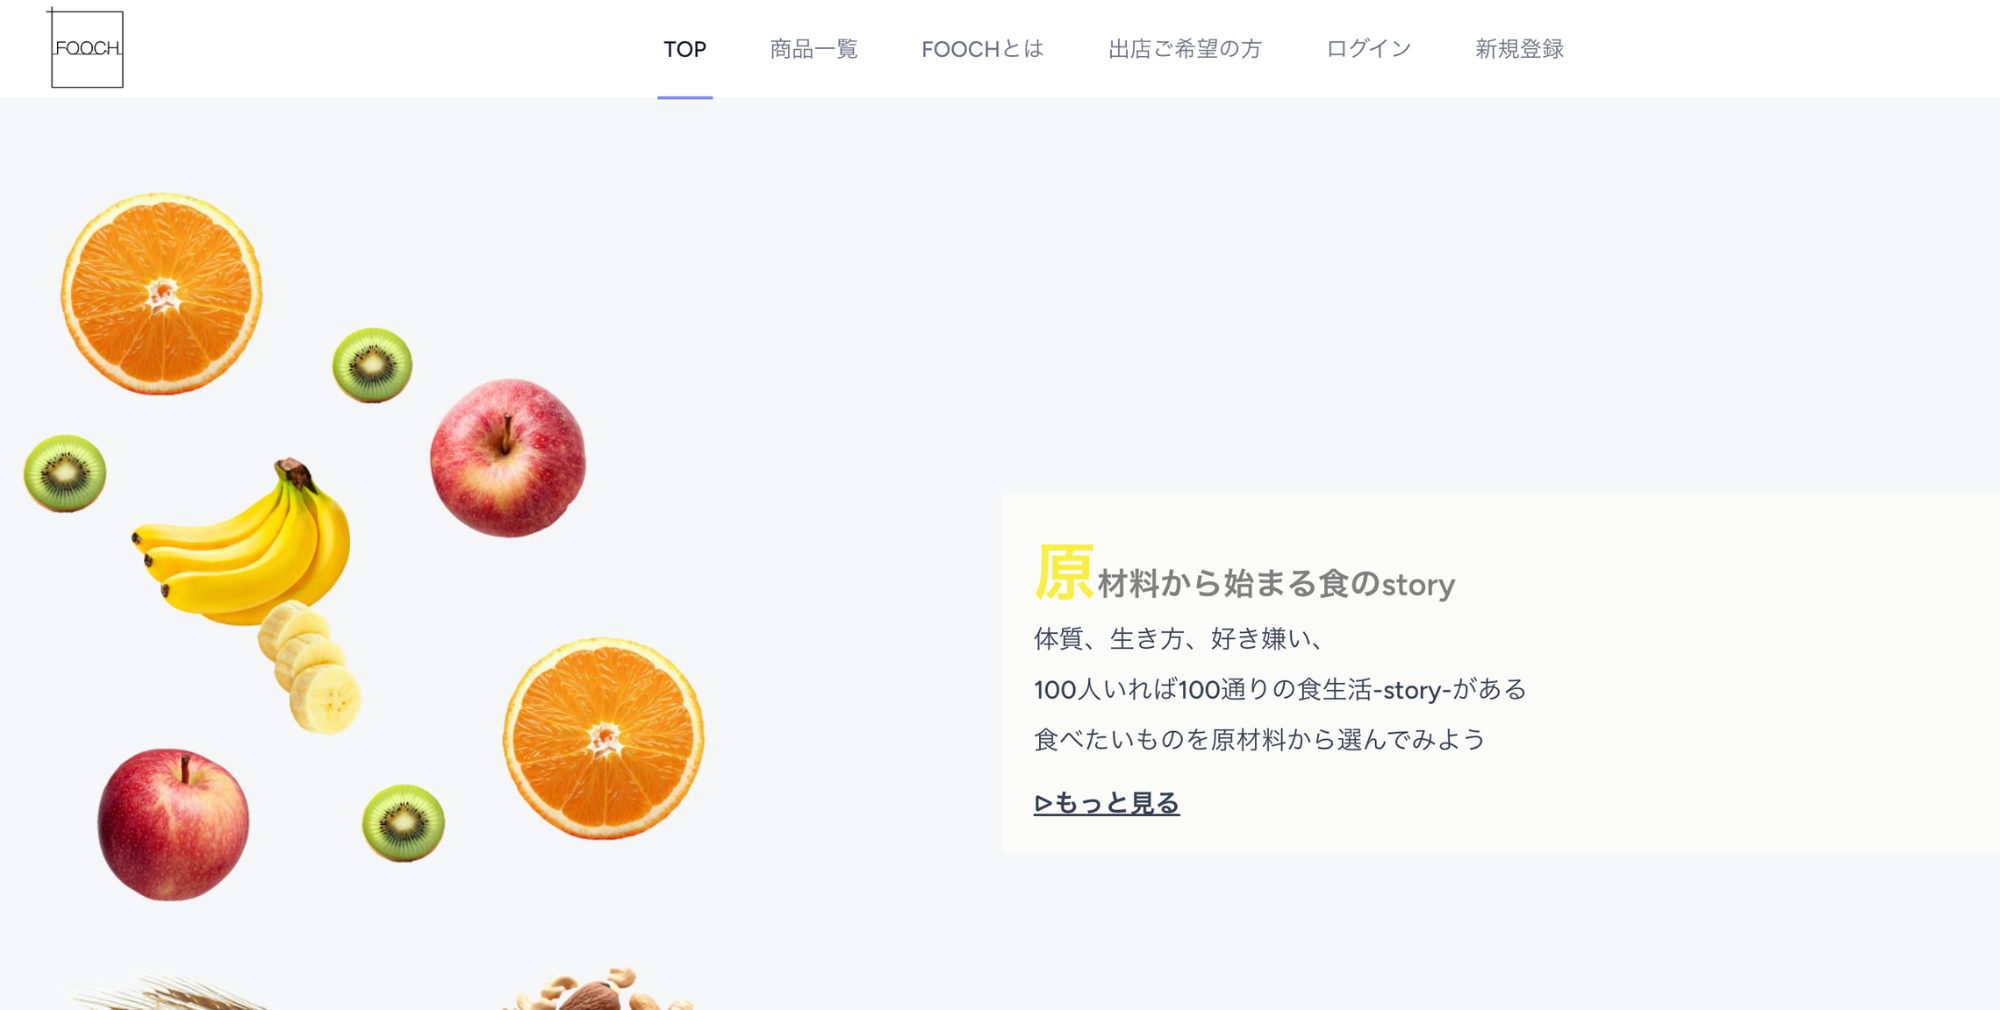 FOOCH
TOP 商品一覧 FOOCHとは 出店ご希望の方 ログイン 新規登録
原材料から始まる食のstory
体質、生き方、好き嫌い、
100人いれば100通りの食生活-story-がある
食べたいものを原材料から選んでみよう
▷もっと見る